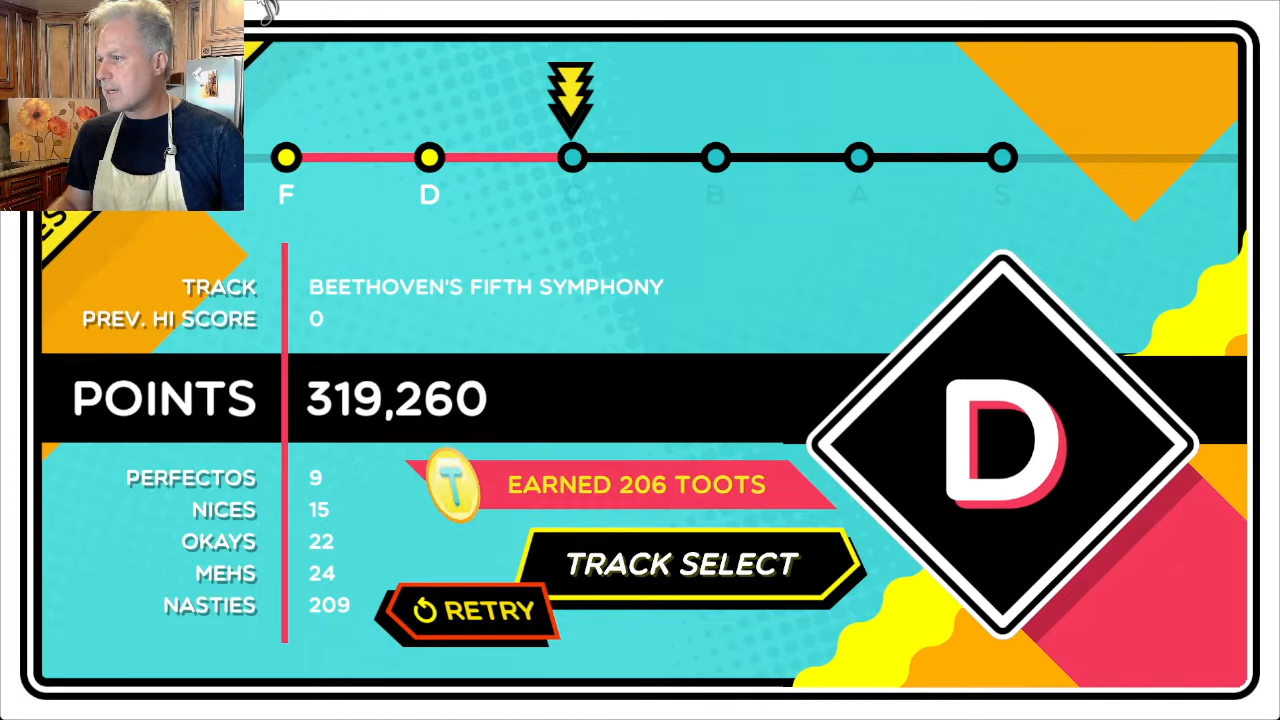 F D C B A S
TRACK BEETHOVEN'S FIFTH SYMPHONY
PREV. HI SCORE 0
POINTS 319,260
D
PERFECTOS 9
EARNED 206 TOOTS
NICES 15
OKAYS 22
TRACK SELECT
MEHS 24
NASTIES 209
RETRY